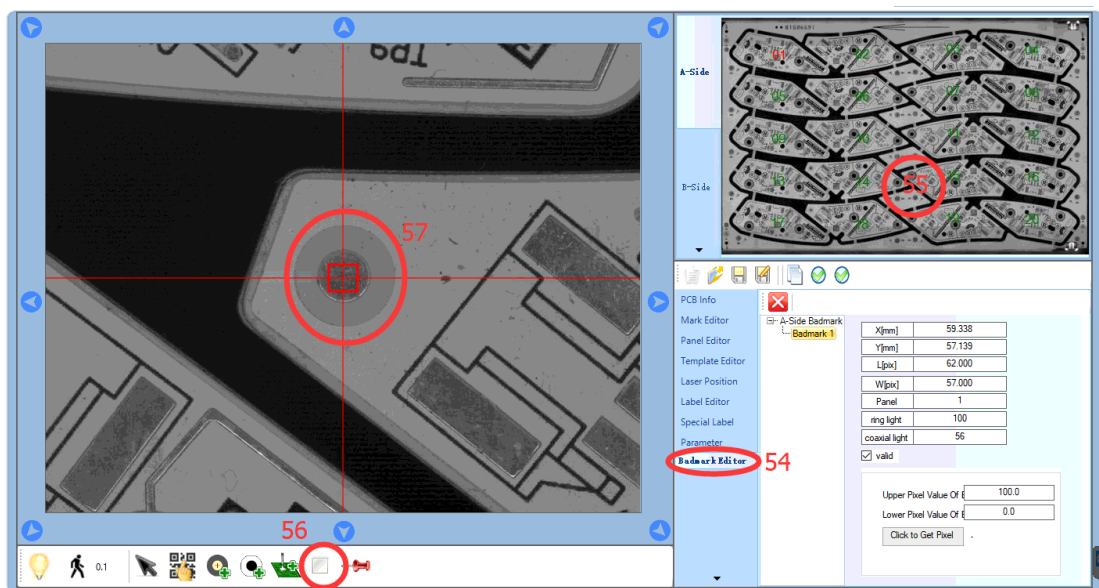 TP9
57
A-Side
B-Side
01
02
03
04
05
06
07
08
09
10
11
12
13
14
55
15
16
17
18
19
20
PCB Info
Mark Editor
Panel Editor
Template Editor
Laser Position
Label Editor
Special Label
Parameter
Badmark Editor
54
A-Side Badmark
Badmark 1
X[mm] 59.338
Y[mm] 57.139
L[pix] 62.000
W[pix] 57.000
Panel 1
ring light 100
coaxial light 56
valid
Upper Pixel Value Of 100.0
Lower Pixel Value Of 0.0
Click to Get Pixel -
56
0.1